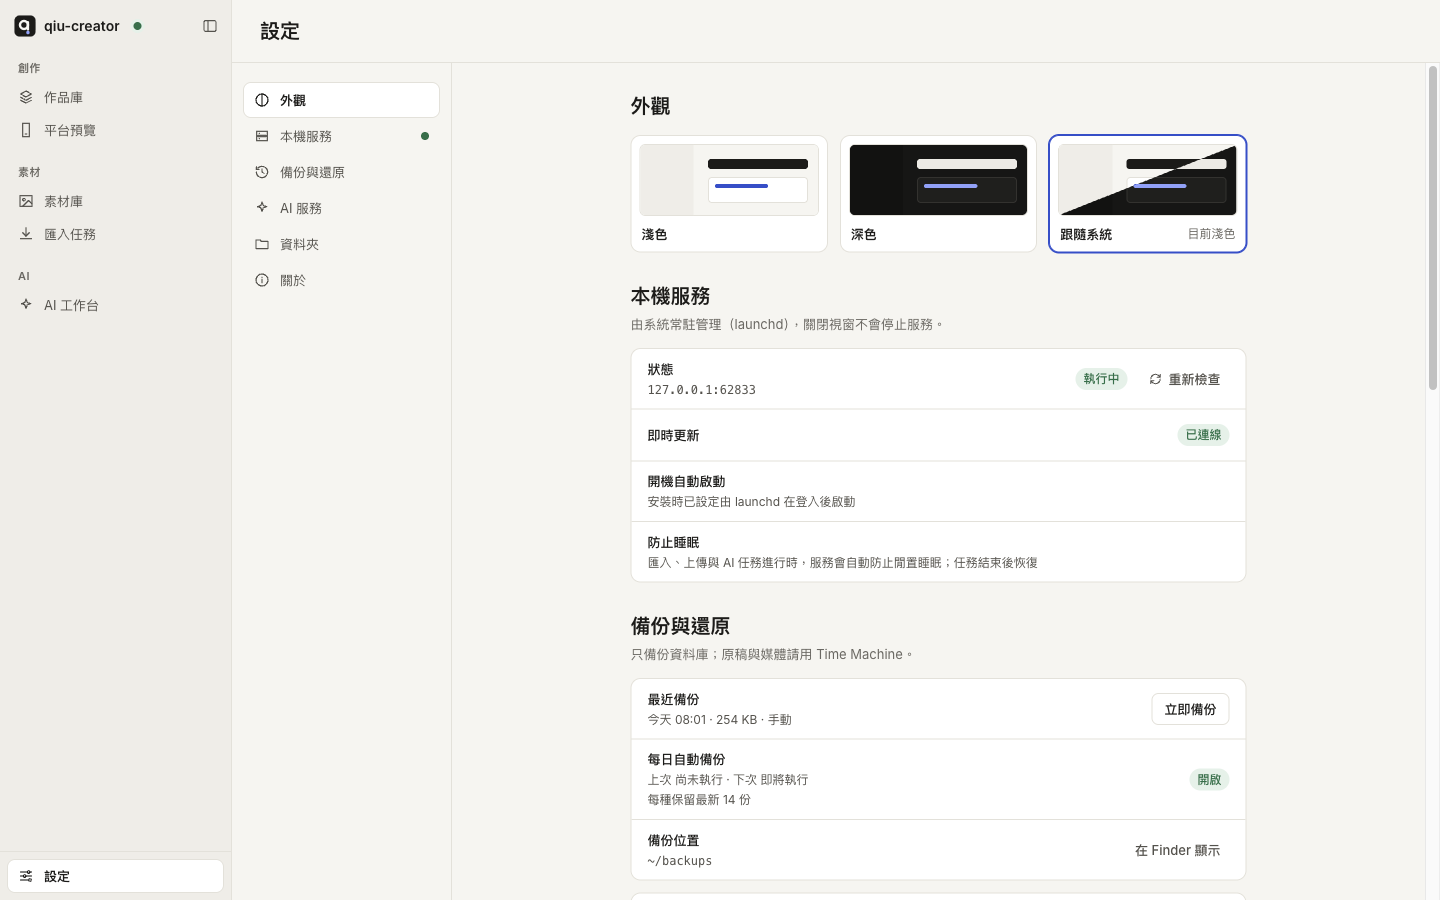 qiu-creator
創作
作品庫
平台預覽
素材
素材庫
匯入任務
AI
AI 工作台
設定
設定
外觀
本機服務
備份與還原
AI 服務
資料夾
關於
外觀
淺色
深色
跟隨系統
目前淺色
本機服務
由系統常駐管理（launchd），關閉視窗不會停止服務。
狀態
127.0.0.1:62833
執行中
重新檢查
即時更新
已連線
開機自動啟動
安裝時已設定由 launchd 在登入後啟動
防止睡眠
匯入、上傳與 AI 任務進行時，服務會自動防止閒置睡眠；任務結束後恢復
備份與還原
只備份資料庫；原稿與媒體請用 Time Machine。
最近備份
今天 08:01 · 254 KB · 手動
立即備份
每日自動備份
上次 尚未執行 · 下次 即將執行
每種保留最新 14 份
開啟
備份位置
~/backups
在 Finder 顯示